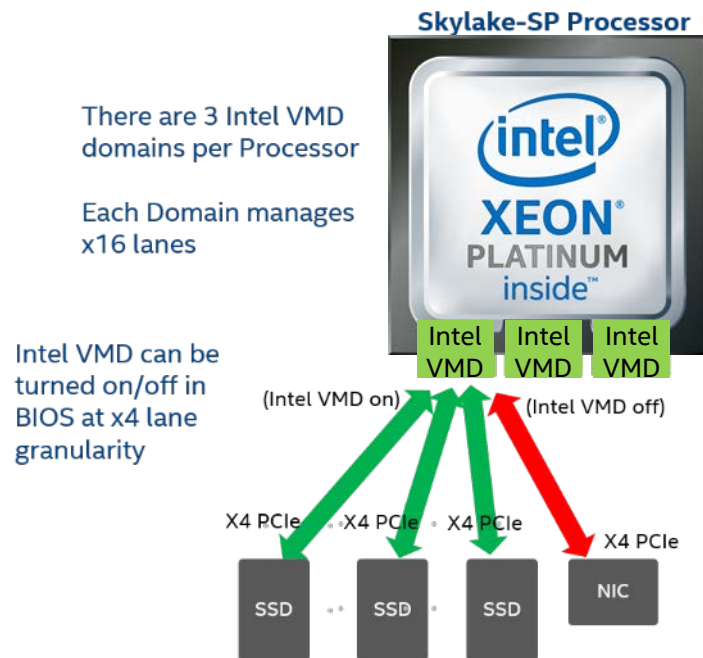 Skylake-SP Processor
There are 3 Intel VMD
domains per Processor
Each Domain manages
x16 lanes
intel®
XEON®
PLATINUM
inside™
Intel VMD
Intel VMD
Intel VMD
Intel VMD can be
turned on/off in
BIOS at x4 lane
granularity
(Intel VMD on)
(Intel VMD off)
X4 PCIe
X4 PCIe
X4 PCIe
X4 PCIe
SSD
SSD
SSD
NIC